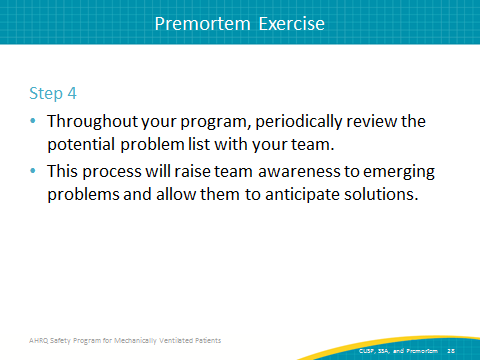 Premortem Exercise
Step 4
• Throughout your program, periodically review the
potential problem list with your team.
• This process will raise team awareness to emerging
problems and allow them to anticipate solutions.
AHRQ Safety Program for Mechanically Ventilated Patients
CUSP, SSA, and Premortem 28